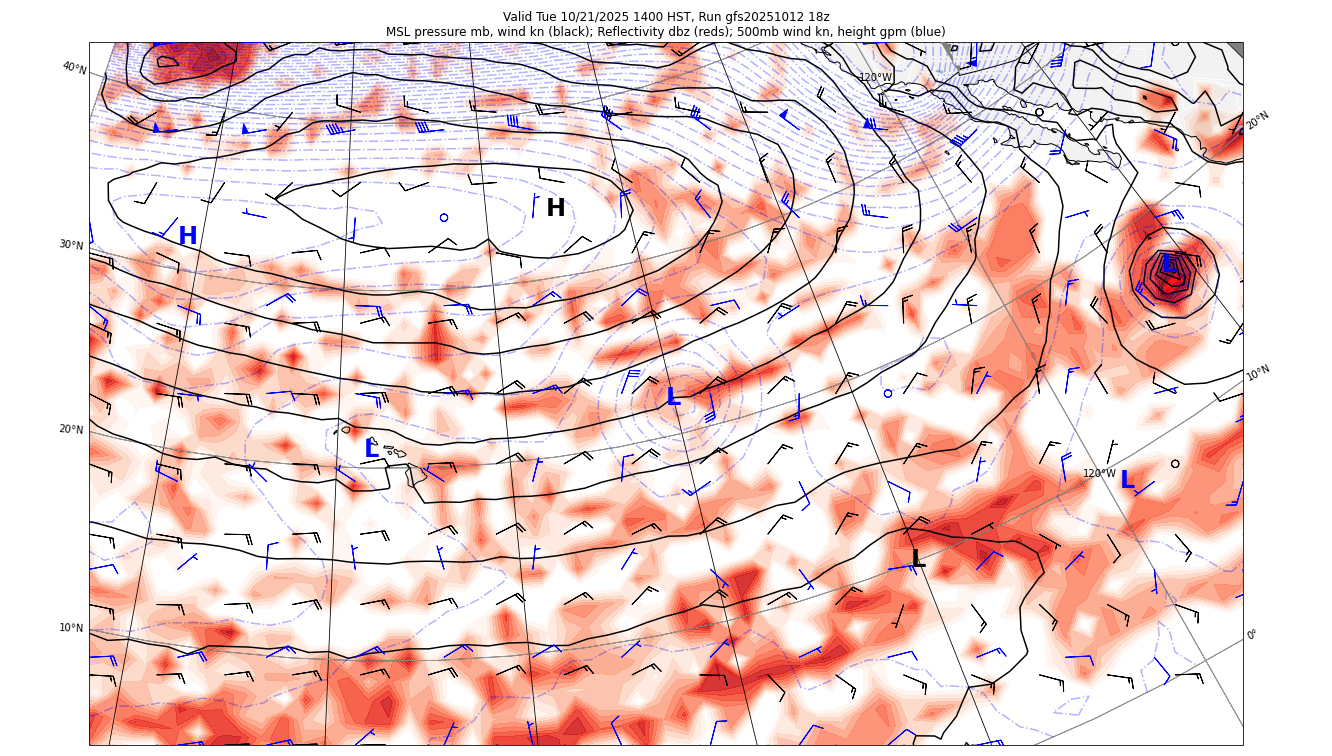 Valid Tue 10/21/2025 1400 HST, Run gfs20251012 18z
MSL pressure mb, wind kn (black); Reflectivity dbz (reds); 500mb wind kn, height gpm (blue)
40°N
120°W
20°N
H
H
30°N
L
10°N
L
20°N
L
120°W
L
L
10°N
0°